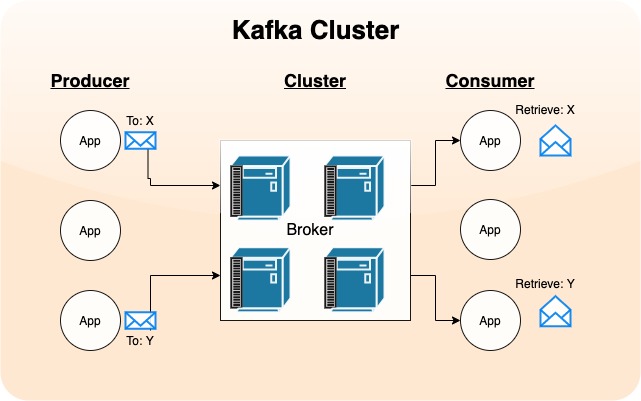 Kafka Cluster
Producer
Cluster
Consumer
To: X
Retrieve: X
App
App
App
Broker
App
Retrieve: Y
App
App
To: Y